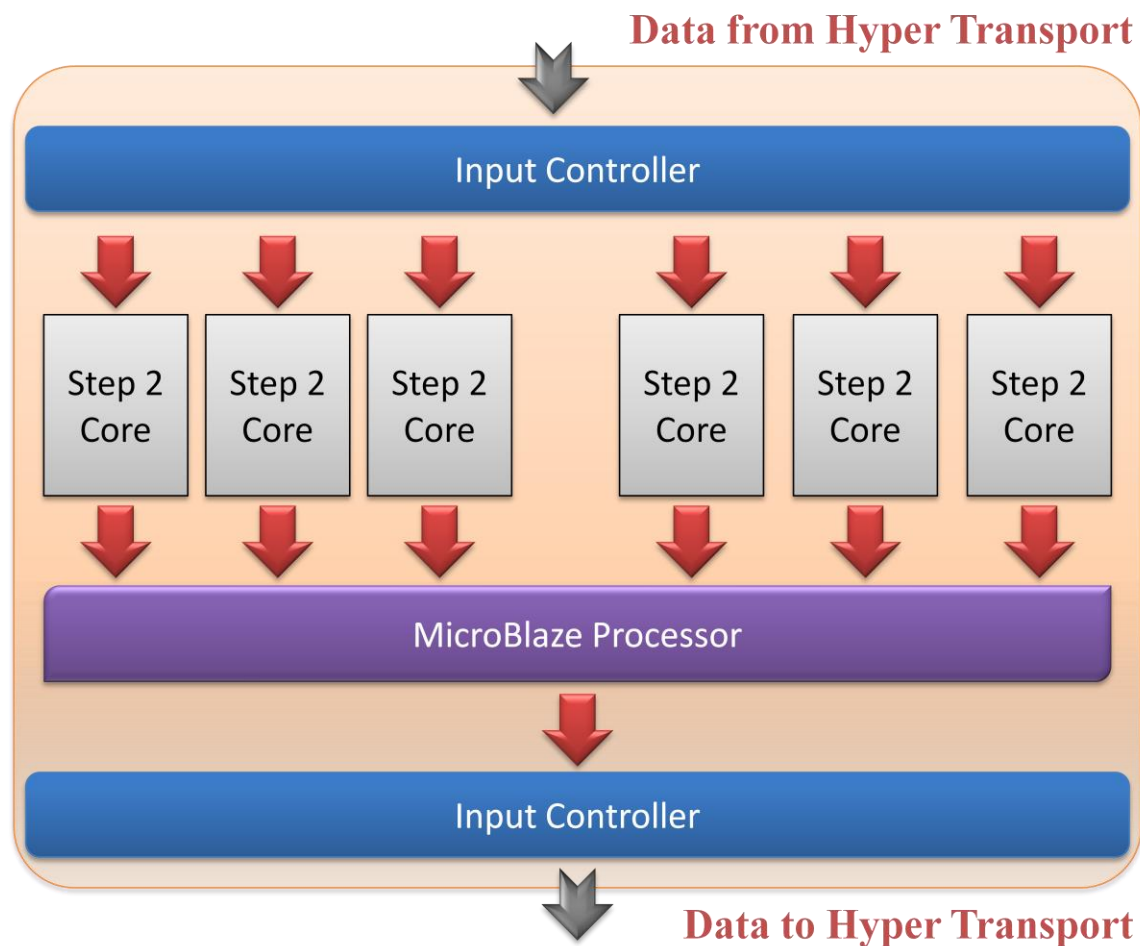 Data from Hyper Transport
Input Controller
Step 2
Core
Step 2
Core
Step 2
Core
Step 2
Core
Step 2
Core
Step 2
Core
MicroBlaze Processor
Input Controller
Data to Hyper Transport